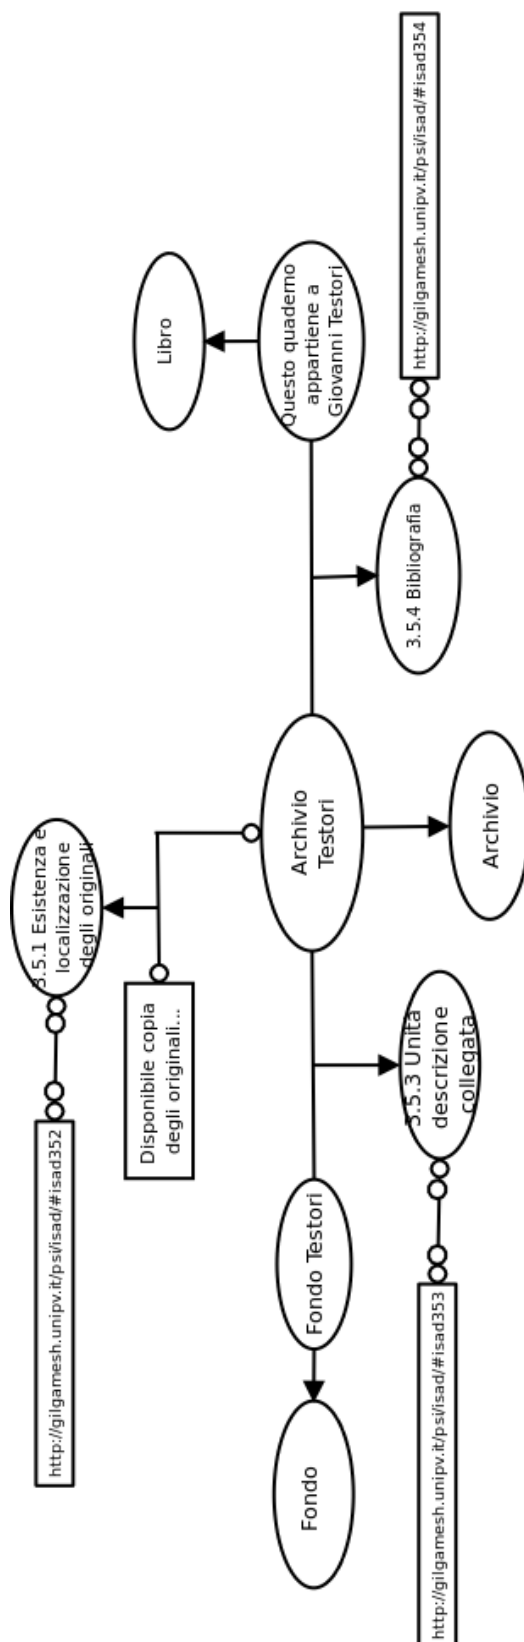 http://gilgamesh.unipv.it/psi/isad/#isad352
3.5.1 Esistenza e
localizzazione
degli originali
Disponibile copia
degli originali...
Libro
Fondo
Fondo Testori
Archivio
Testori
Questo quaderno
appartiene a
Giovanni Testori
http://gilgamesh.unipv.it/psi/isad/#isad353
3.5.3 Unità
descrizione
collegata
3.5.4 Bibliografia
http://gilgamesh.unipv.it/psi/isad/#isad354
Archivio